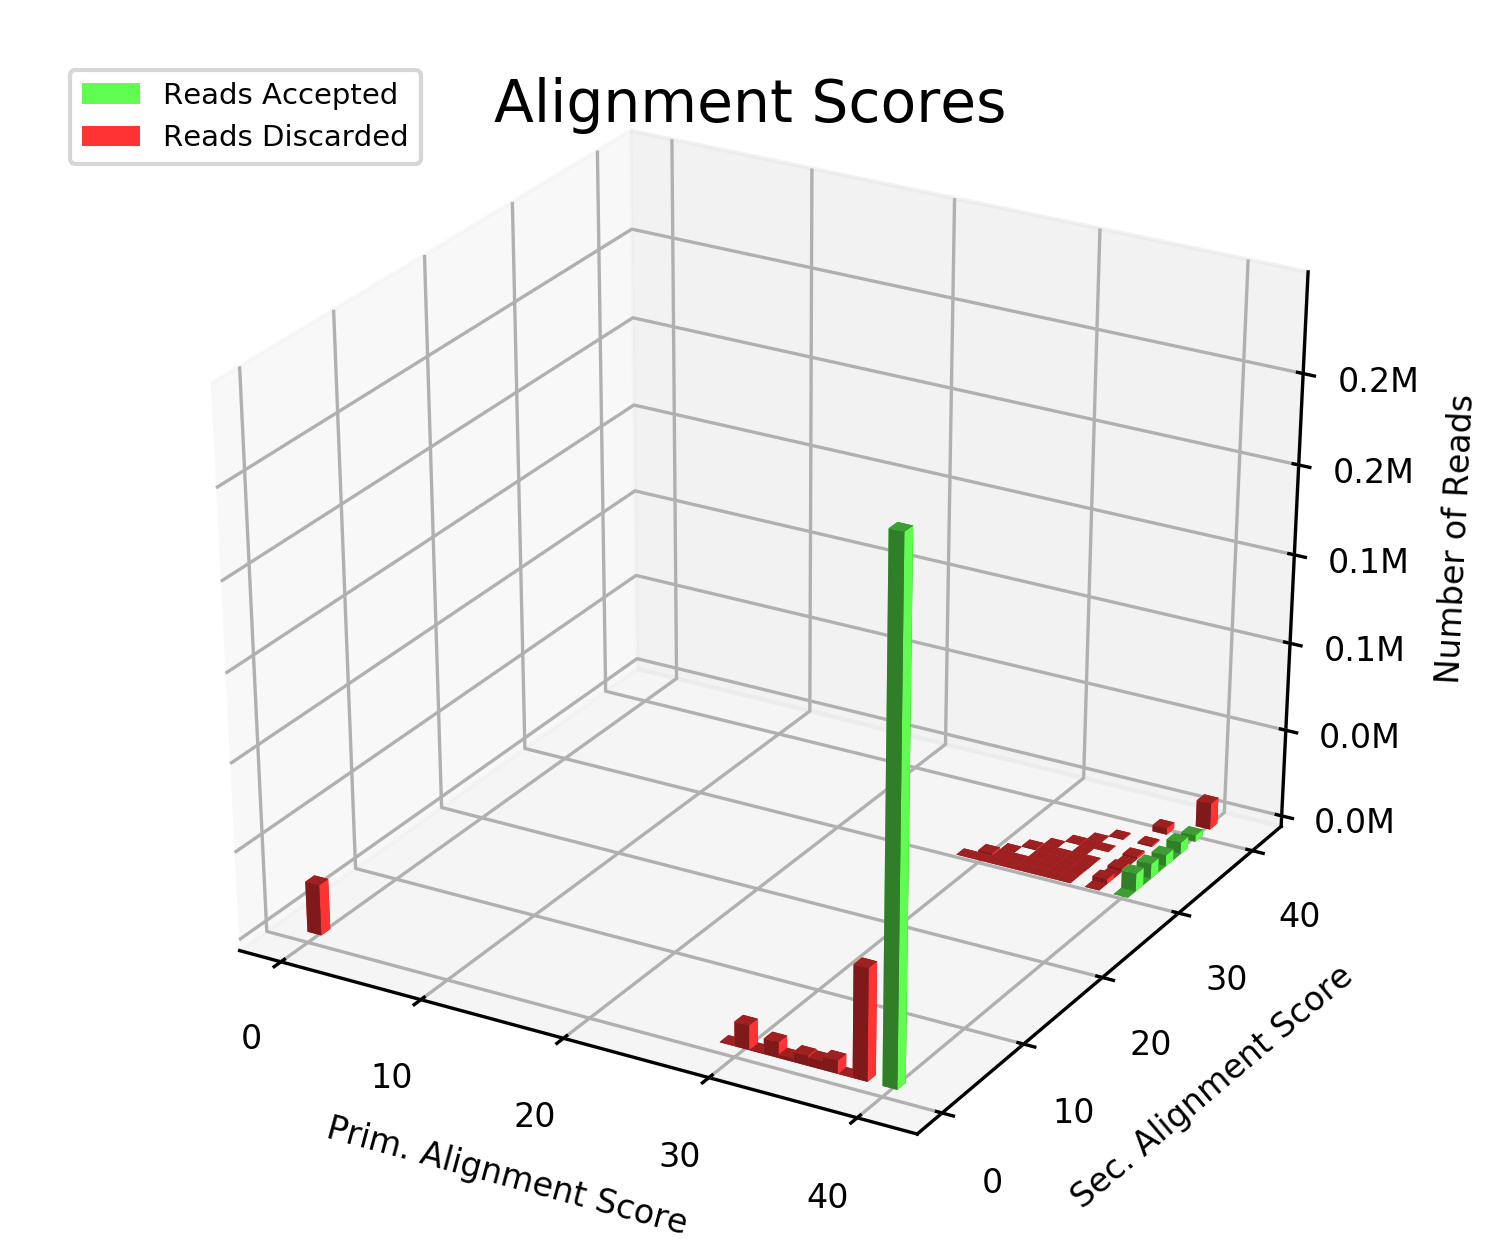 Alignment Scores
Reads Accepted
Reads Discarded
0.2M
0.2M
0.1M
0.1M
0.0M
0.0M
Number of Reads
0
10
20
30
40
Prim. Alignment Score
0
10
20
30
40
Sec. Alignment Score